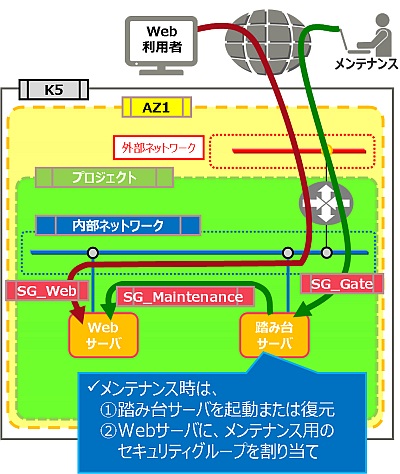 Web
利用者
メンテナンス
K5
AZ1
外部ネットワーク
プロジェクト
内部ネットワーク
SG_Web
SG_Maintenance
SG_Gate
Web
サーバ
踏み台
サーバ
✓メンテナンス時は、
①踏み台サーバを起動または復元
②Webサーバに、メンテナンス用の
セキュリティグループを割り当て